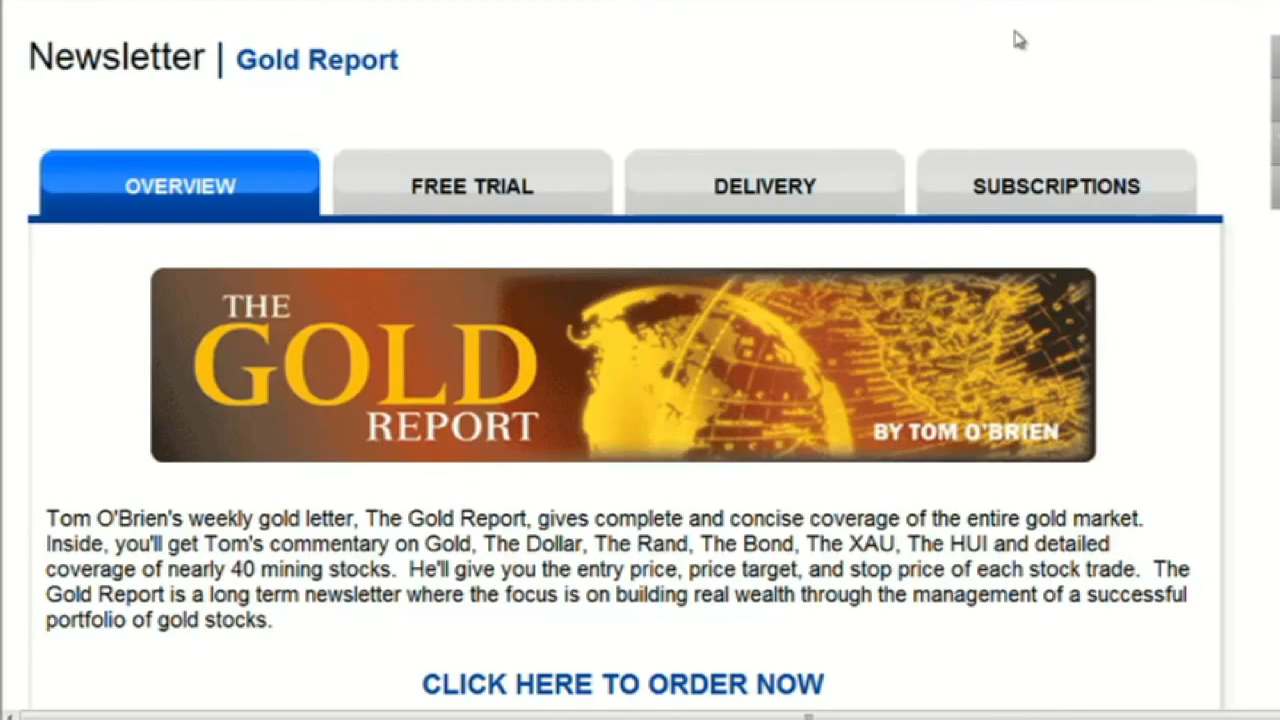 Newsletter | Gold Report
OVERVIEW
FREE TRIAL
DELIVERY
SUBSCRIPTIONS
THE
GOLD
REPORT
BY TOM O'BRIEN
Tom O'Brien's weekly gold letter, The Gold Report, gives complete and concise coverage of the entire gold market.
Inside, you'll get Tom's commentary on Gold, The Dollar, The Rand, The Bond, The XAU, The HUI and detailed
coverage of nearly 40 mining stocks.  He'll give you the entry price, price target, and stop price of each stock trade.  The
Gold Report is a long term newsletter where the focus is on building real wealth through the management of a successful
portfolio of gold stocks.
CLICK HERE TO ORDER NOW